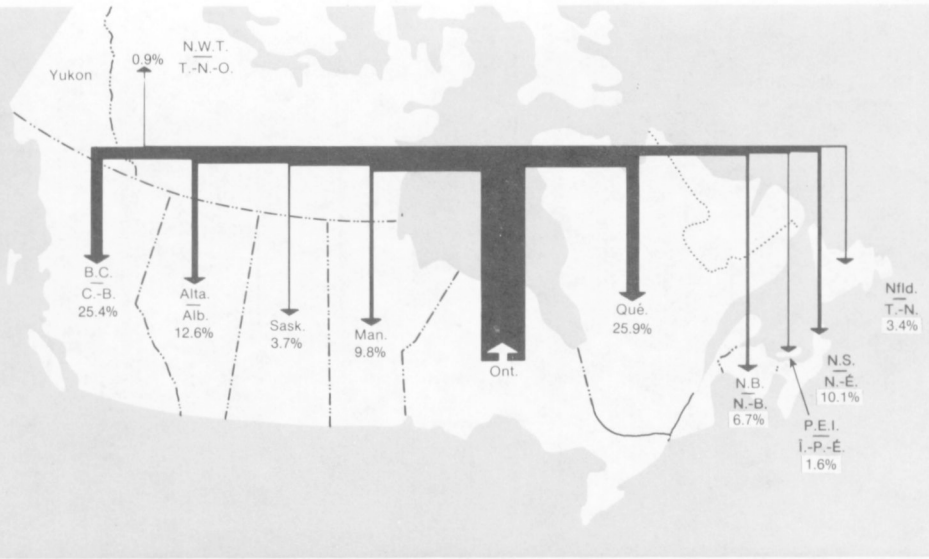 Yukon
0.9%
N.W.T.
T.-N.-O.
B.C.
C.-B.
25.4%
Alta.
Alb.
12.6%
Sask.
3.7%
Man.
9.8%
Ont.
Qué.
25.9%
N.B.
N.-B.
6.7%
P.E.I.
Î.-P.-É.
1.6%
N.S.
N.-É.
10.1%
Nfld.
T.-N.
3.4%